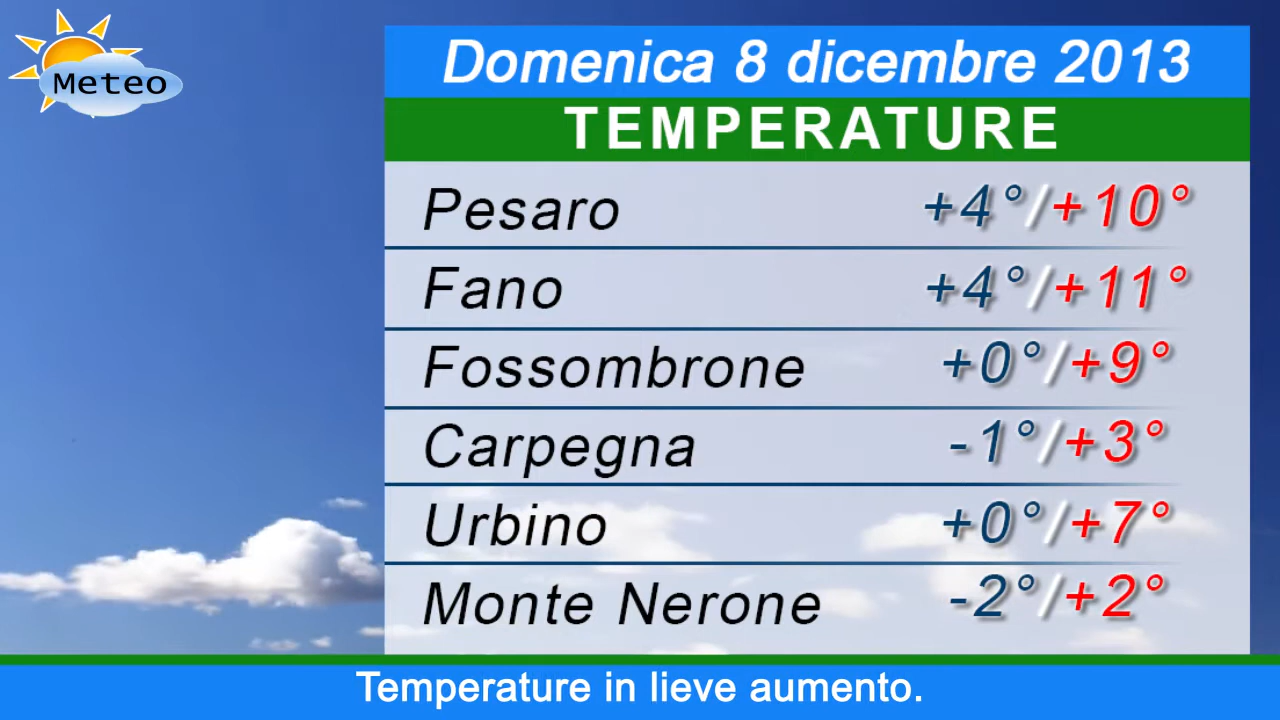 Meteo
Domenica 8 dicembre 2013
TEMPERATURE
Pesaro +4°/+10°
Fano +4°/+11°
Fossombrone +0°/+9°
Carpegna -1°/+3°
Urbino +0°/+7°
Monte Nerone -2°/+2°
Temperature in lieve aumento.